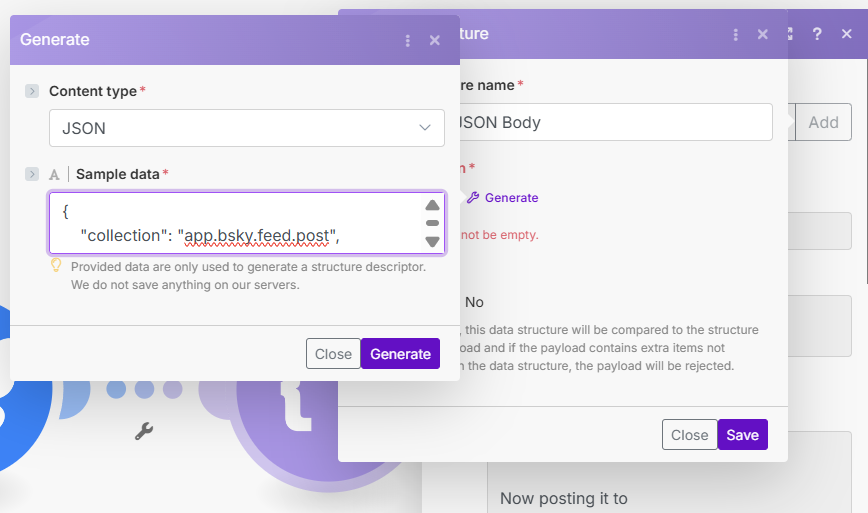 Generate
ture
Content type*
re name*
JSON
JSON Body
Add
A | Sample data*
n*
Generate
{
"collection": "app.bsky.feed.post",
not be empty.
Provided data are only used to generate a structure descriptor.
We do not save anything on our servers.
No
, this data structure will be compared to the structure
Close
Generate
oad and if the payload contains extra items not
n the data structure, the payload will be rejected.
Close
Save
Now posting it to